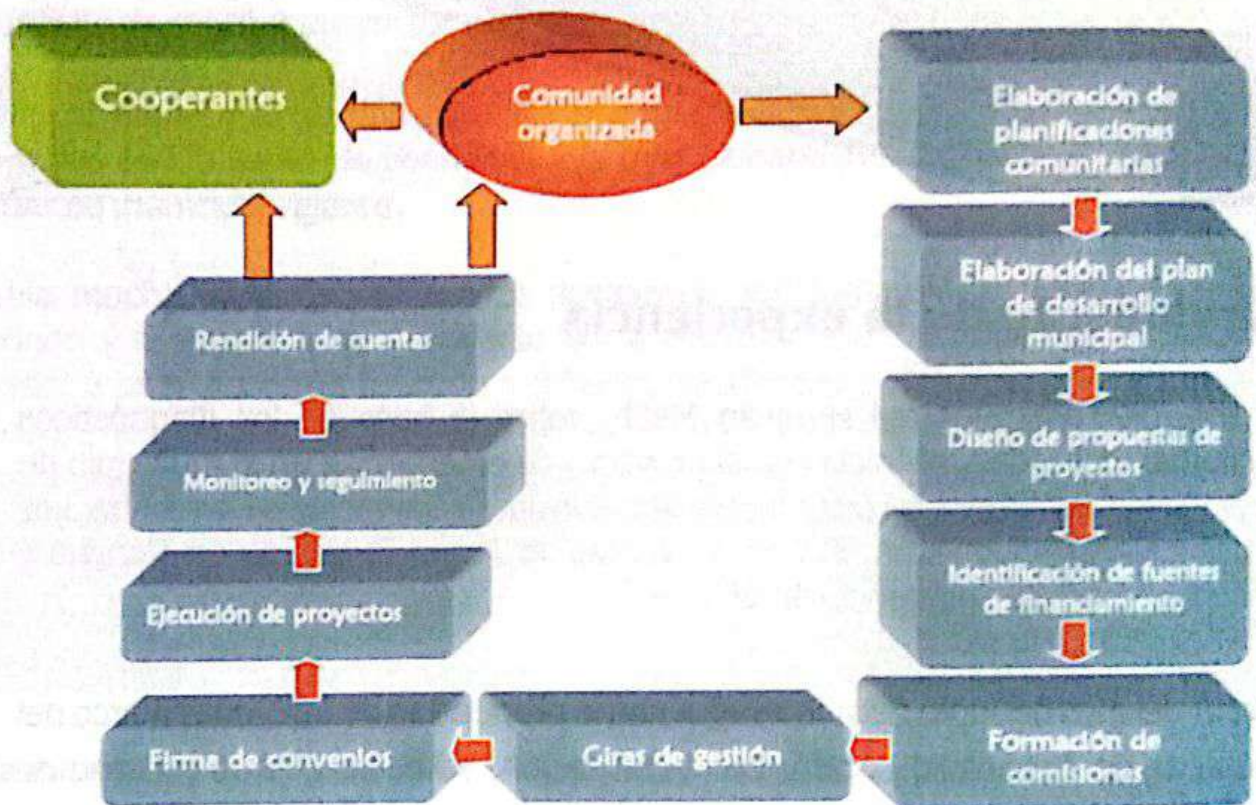 Cooperantes
Comunidad
organizada
Elaboración de
planificaciones
comunitarias
Elaboración del plan
de desarrollo
municipal
Diseño de propuestas de
proyectos
Identificación de fuentes
de financiamiento
Formación de
comisiones
Giras de gestión
Firma de convenios
Ejecución de proyectos
Monitoreo y seguimiento
Rendición de cuentas